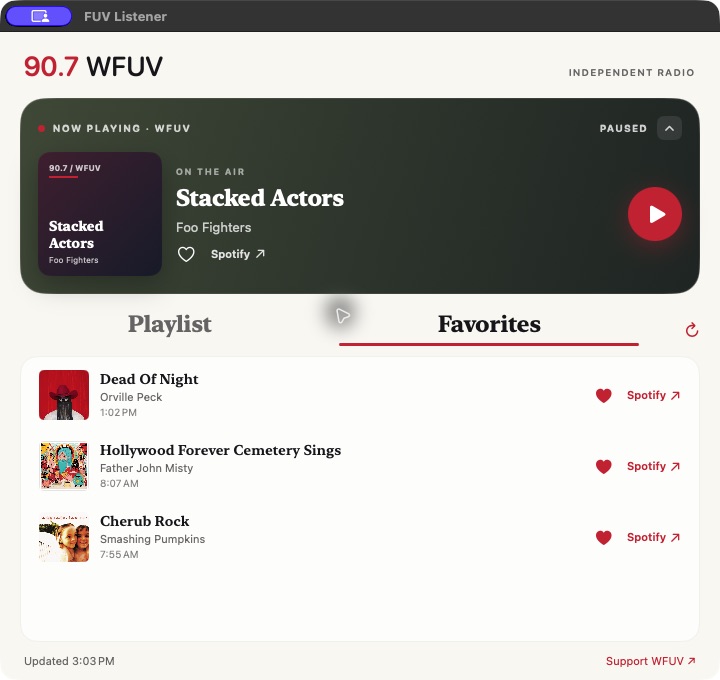 FUV Listener
90.7 WFUV
INDEPENDENT RADIO
NOW PLAYING · WFUV
PAUSED
90.7 / WFUV
Stacked
Actors
Foo Fighters
ON THE AIR
Stacked Actors
Foo Fighters
Spotify ↗
Playlist
Favorites
Dead Of Night
Orville Peck
1:02 PM
Spotify ↗
Hollywood Forever Cemetery Sings
Father John Misty
8:07 AM
Spotify ↗
Cherub Rock
Smashing Pumpkins
7:55 AM
Spotify ↗
Updated 3:03 PM
Support WFUV ↗